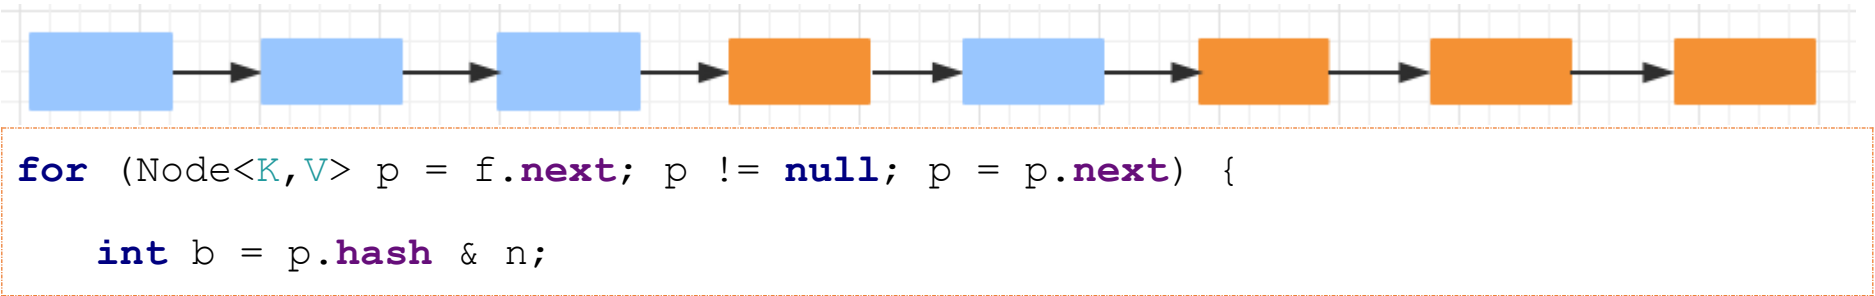 for (Node<K,V> p = f.next; p != null; p = p.next) {
int b = p.hash & n;